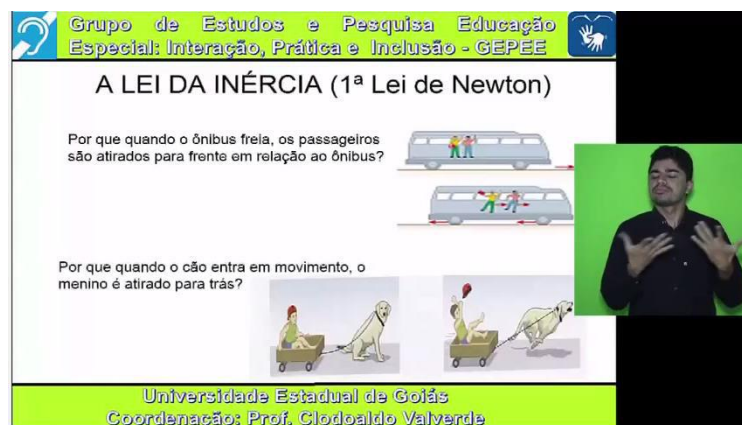 Grupo de Estudos e Pesquisa Educação
Especial: Interação, Prática e Inclusão - GEPEE
A LEI DA INÉRCIA (1ª Lei de Newton)
Por que quando o ônibus freia, os passageiros
são atirados para frente em relação ao ônibus?
Por que quando o cão entra em movimento, o
menino é atirado para trás?
Universidade Estadual de Goiás
Coordenação: Prof. Clodoaldo Valverde